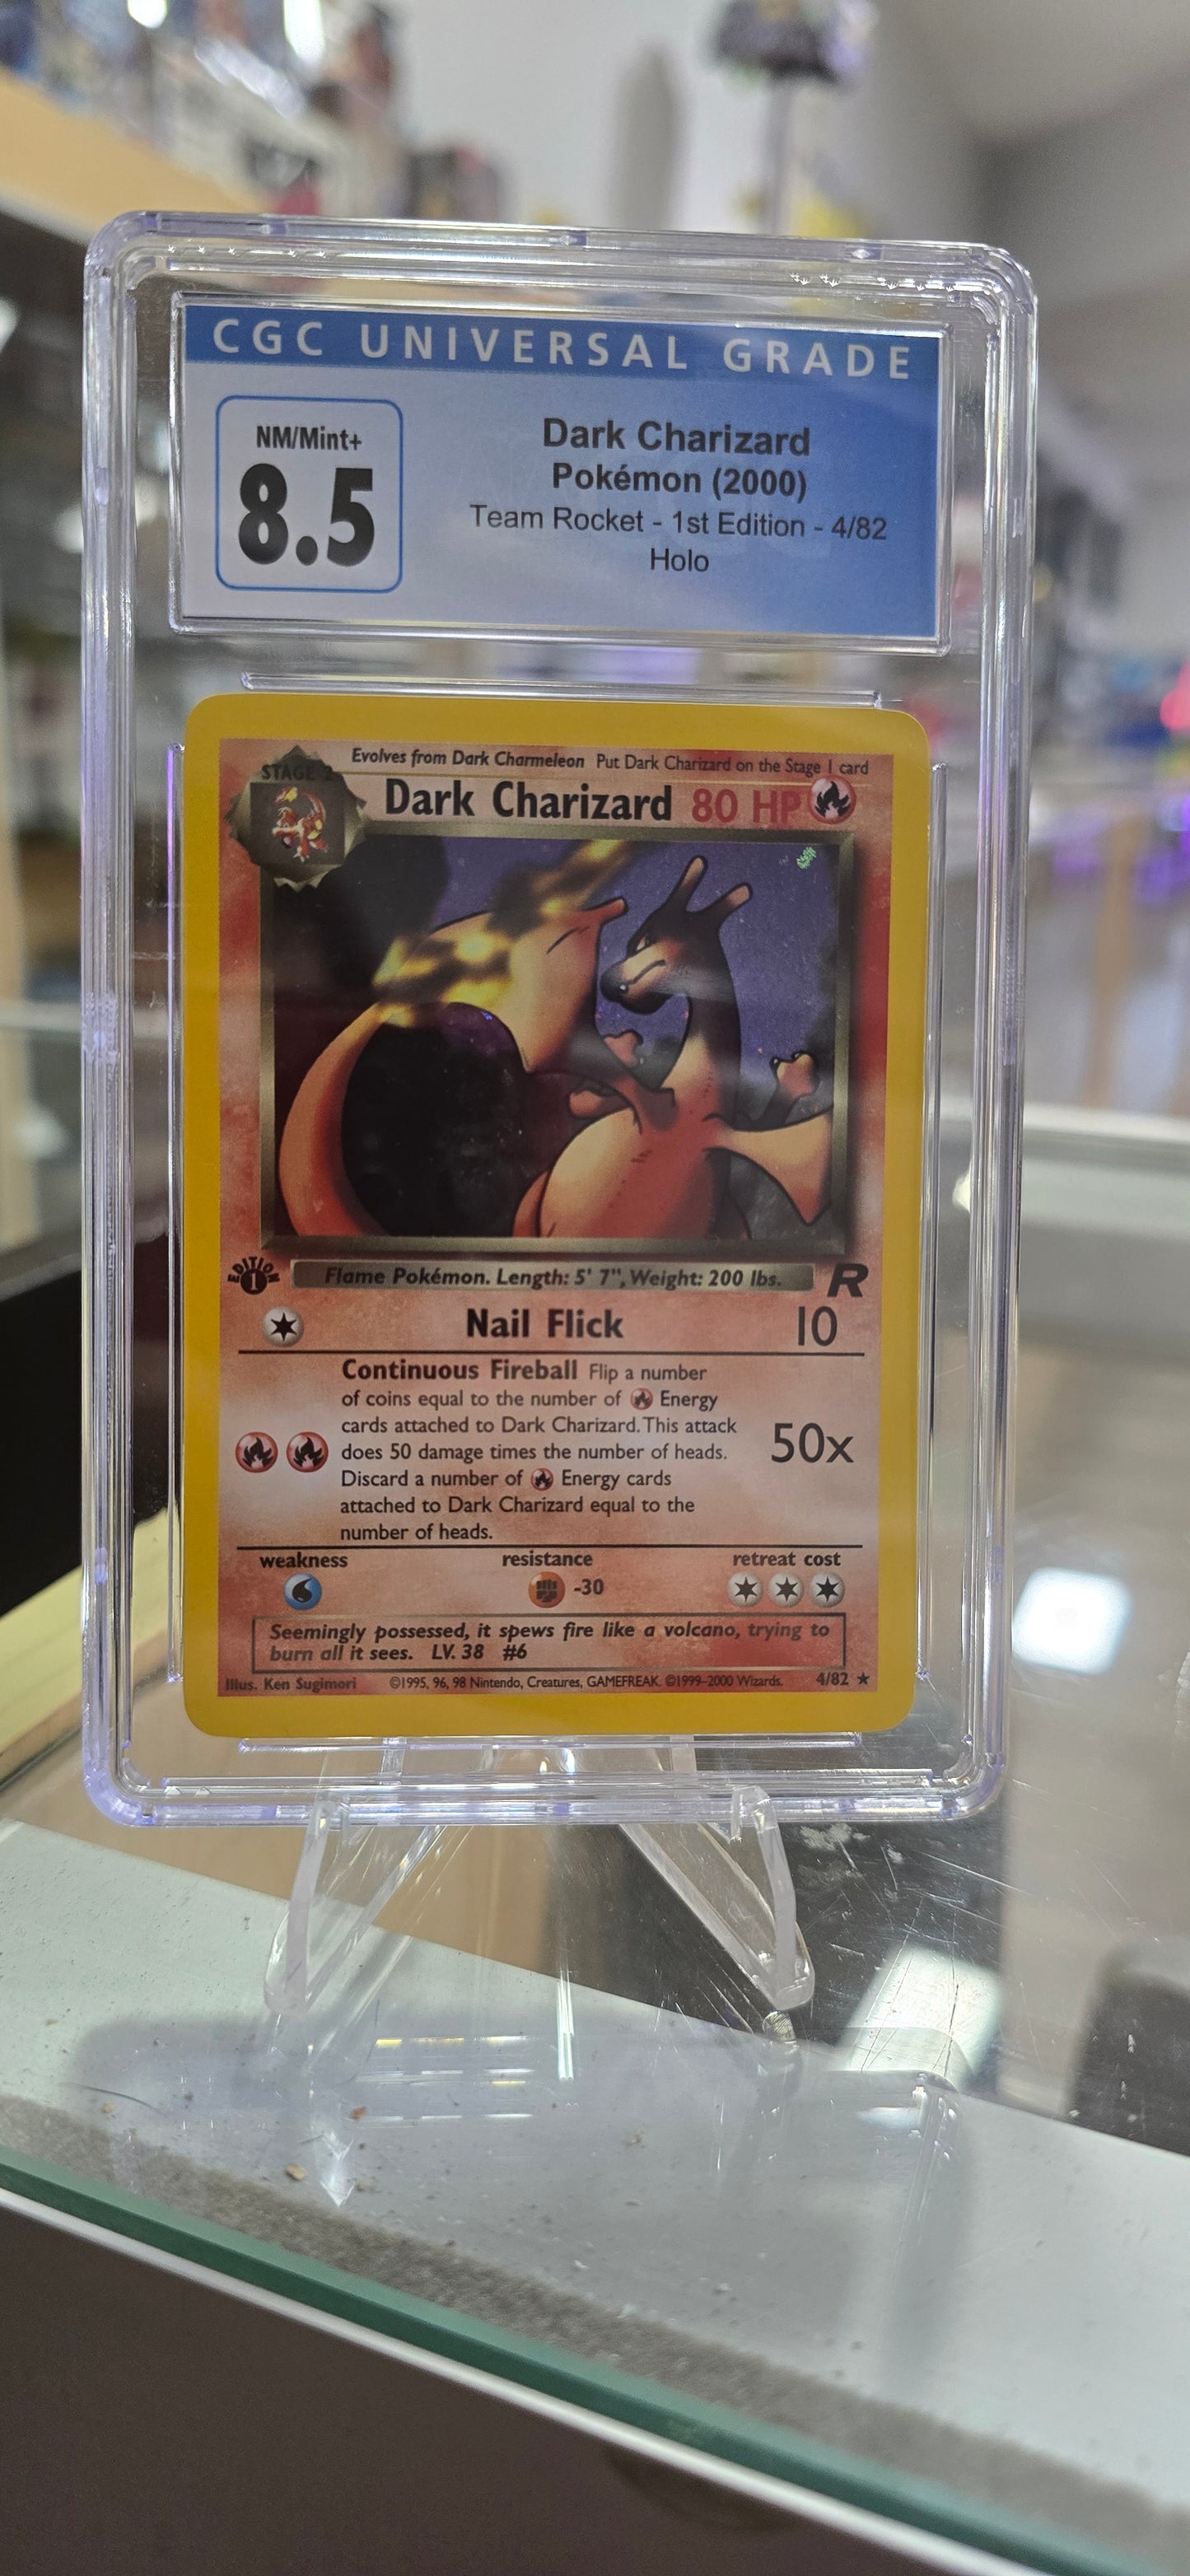 CGC UNIVERSAL GRADE
NM/Mint+
8.5
Dark Charizard
Pokémon (2000)
Team Rocket - 1st Edition - 4/82
Holo
STAGE 2
Evolves from Dark Charmeleon Put Dark Charizard on the Stage 1 card
Dark Charizard 80 HP
EDITION
1
Flame Pokémon. Length: 5' 7", Weight: 200 lbs.
R
Nail Flick 10
Continuous Fireball Flip a number
of coins equal to the number of Energy
cards attached to Dark Charizard. This attack
does 50 damage times the number of heads.
Discard a number of Energy cards
attached to Dark Charizard equal to the
number of heads.
50x
weakness resistance retreat cost
-30
Seemingly possessed, it spews fire like a volcano, trying to
burn all it sees. LV. 38 #6
Illus. Ken Sugimori ©1995, 96, 98 Nintendo, Creatures, GAMEFREAK. ©1999-2000 Wizards. 4/82 ★